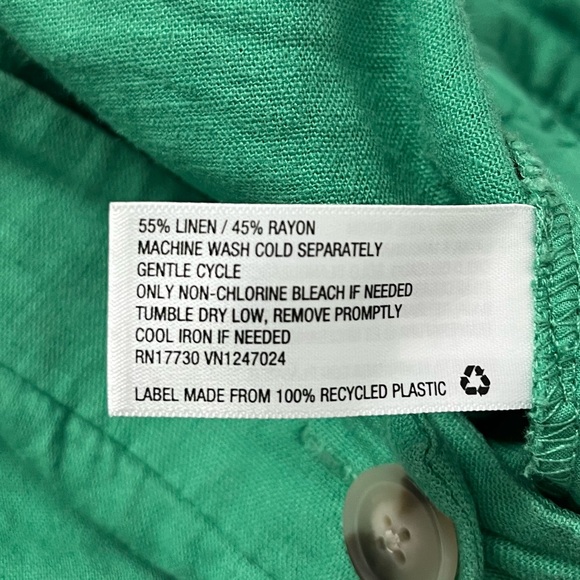 55% LINEN / 45% RAYON
MACHINE WASH COLD SEPARATELY
GENTLE CYCLE
ONLY NON-CHLORINE BLEACH IF NEEDED
TUMBLE DRY LOW, REMOVE PROMPTLY
COOL IRON IF NEEDED
RN17730 VN1247024
LABEL MADE FROM 100% RECYCLED PLASTIC